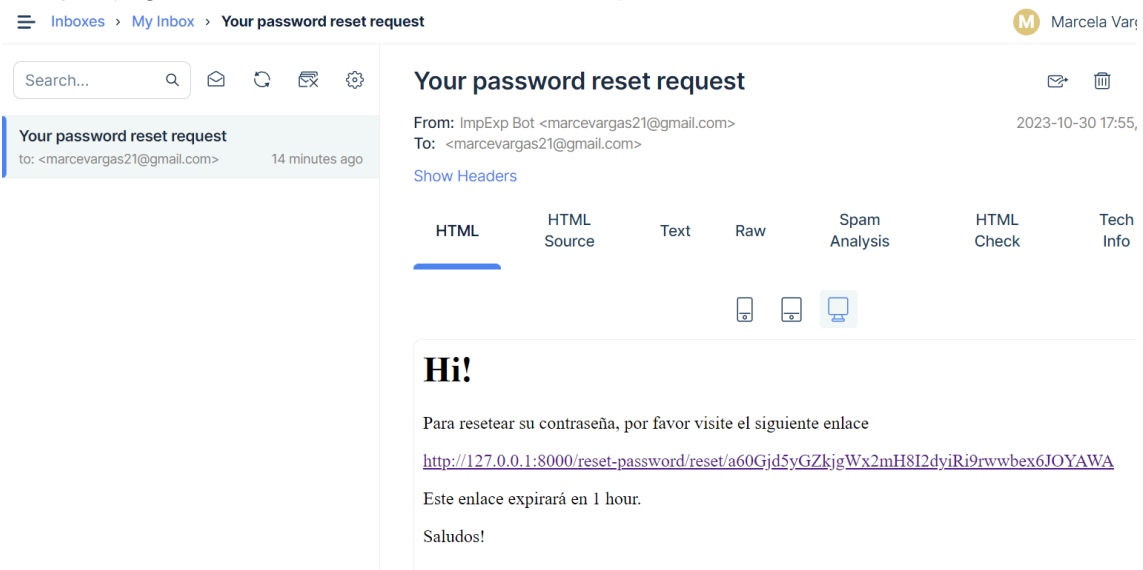 Inboxes › My Inbox › Your password reset request
M Marcela Varg
Search...
Your password reset request
to: <marcevargas21@gmail.com> 14 minutes ago
Your password reset request
From: ImpExp Bot <marcevargas21@gmail.com> 2023-10-30 17:55,
To: <marcevargas21@gmail.com>
Show Headers
HTML
HTML
Source
Text
Raw
Spam
Analysis
HTML
Check
Tech
Info
Hi!
Para resetear su contraseña, por favor visite el siguiente enlace
http://127.0.0.1:8000/reset-password/reset/a60Gjd5yGZkjgWx2mH8I2dyiRi9rwwbex6JOYAWA
Este enlace expirará en 1 hour.
Saludos!